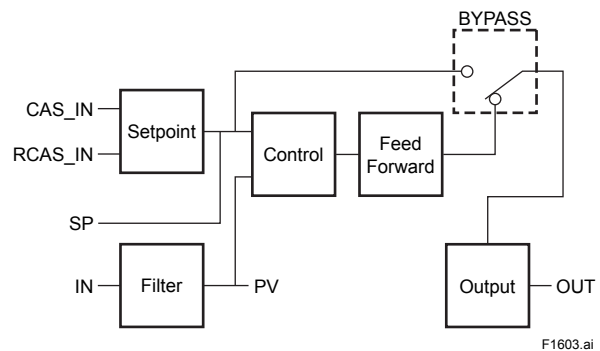 BYPASS
CAS_IN
RCAS_IN
Setpoint
Control
Feed
Forward
SP
IN
Filter
PV
Output
OUT
F1603.ai